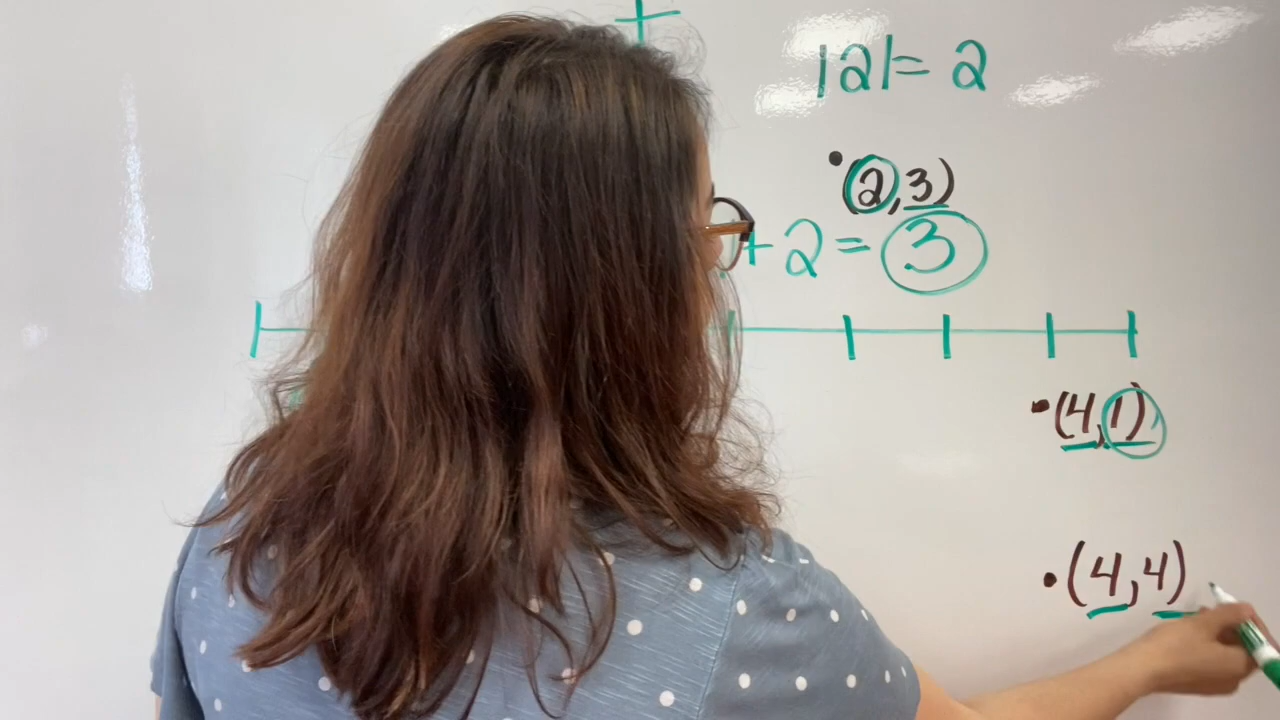 |2|= 2
(2,3)
+ 2 = 3
(4,1)
(4,4)